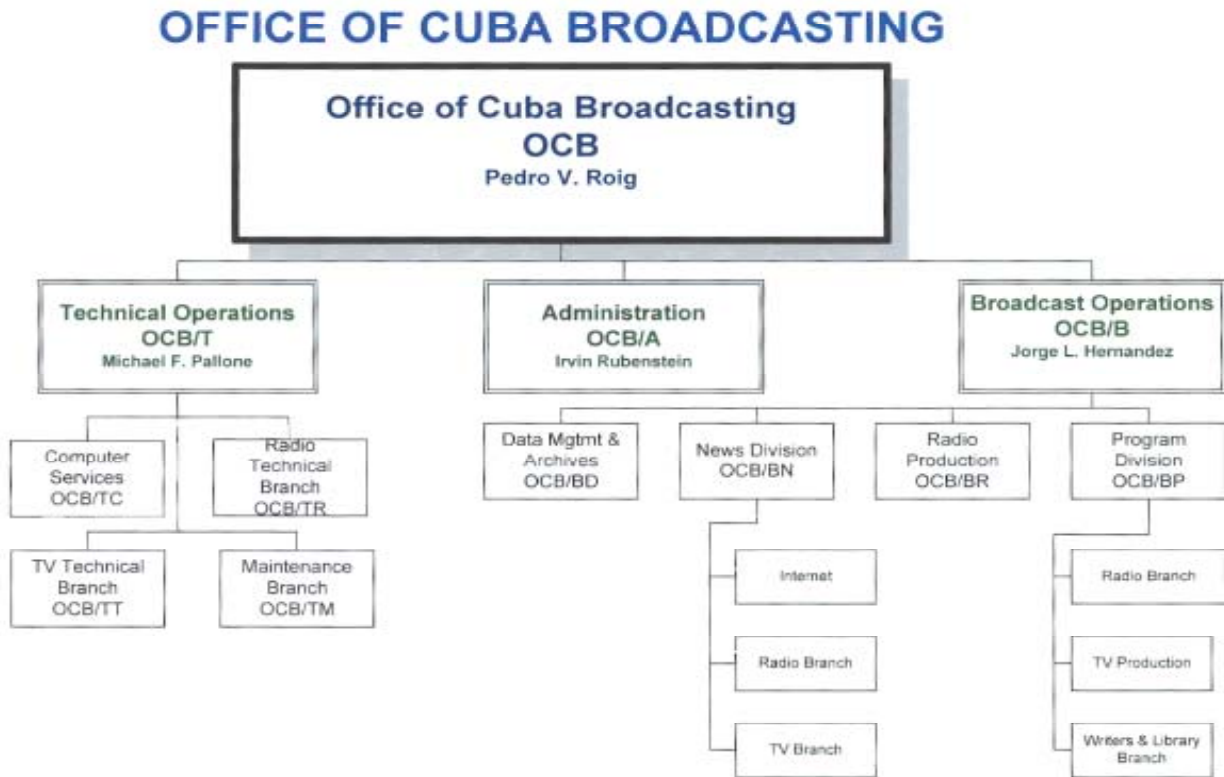 OFFICE OF CUBA BROADCASTING
Office of Cuba Broadcasting
OCB
Pedro V. Roig
Technical Operations
OCB/T
Michael F. Pallone
Administration
OCB/A
Irvin Rubenstein
Broadcast Operations
OCB/B
Jorge L. Hernandez
Computer
Services
OCB/TC
Radio
Technical
Branch
OCB/TR
TV Technical
Branch
OCB/TT
Maintenance
Branch
OCB/TM
Data Mgtmt &
Archives
OCB/BD
News Division
OCB/BN
Radio
Production
OCB/BR
Program
Division
OCB/BP
Internet
Radio Branch
TV Branch
Radio Branch
TV Production
Writers & Library
Branch